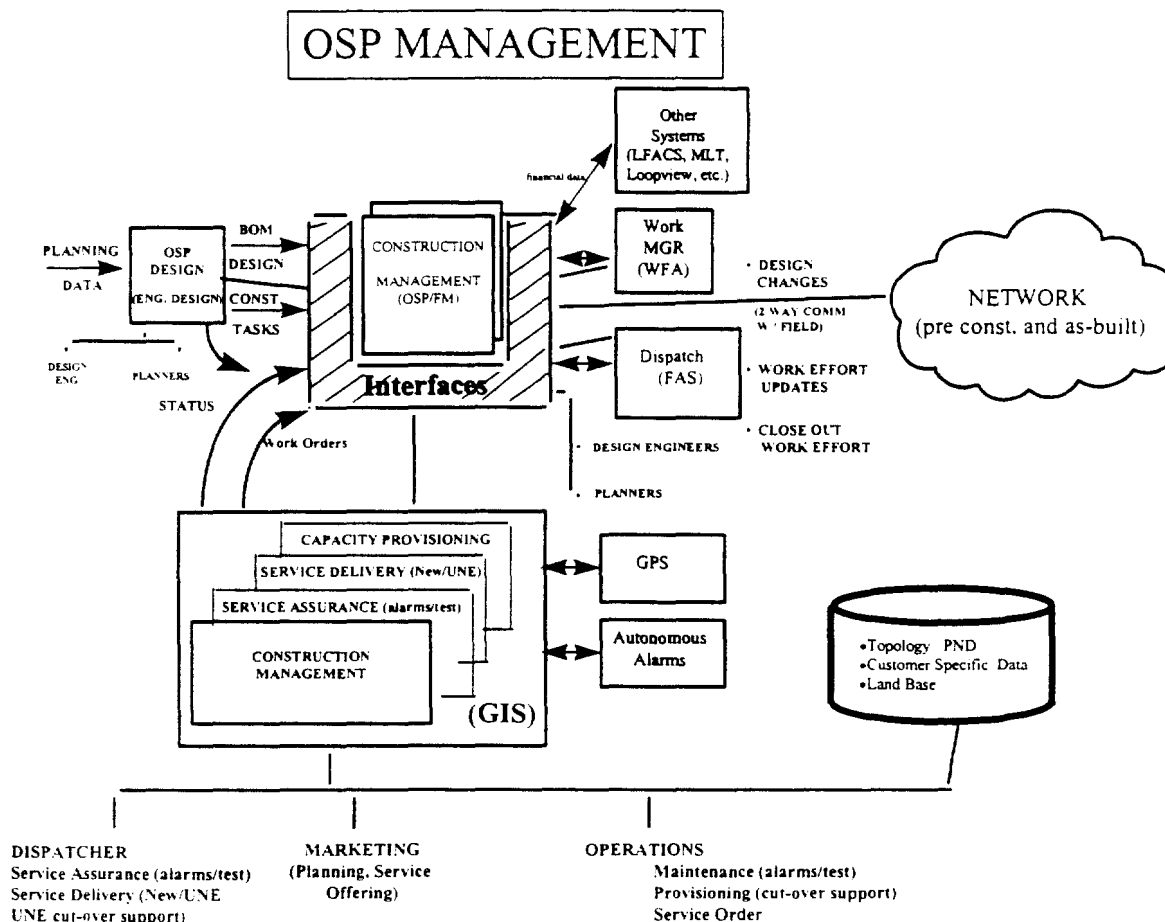 OSP MANAGEMENT
Other
Systems
(LFACS, MLT,
Loopview, etc.)
financial data
BOM
PLANNING
DATA
OSP
DESIGN
(ENG. DESIGN)
DESIGN
CONST
TASKS
CONSTRUCTION
MANAGEMENT
(OSP/FM)
Work
MGR
(WFA)
• DESIGN
CHANGES
(2 WAY COMM
W/ FIELD)
NETWORK
(pre const. and as-built)
DESIGN
ENG.
PLANNERS
STATUS
Interfaces
Dispatch
(FAS)
• WORK EFFORT
UPDATES
• CLOSE OUT
WORK EFFORT
Work Orders
• DESIGN ENGINEERS
• PLANNERS
CAPACITY PROVISIONING
SERVICE DELIVERY (New/UNE)
SERVICE ASSURANCE (alarms/test)
CONSTRUCTION
MANAGEMENT
(GIS)
GPS
Autonomous
Alarms
•Topology PND
•Customer Specific Data
•Land Base
DISPATCHER
Service Assurance (alarms/test)
Service Delivery (New/UNE
UNE cut-over support)
MARKETING
(Planning, Service
Offering)
OPERATIONS
Maintenance (alarms/test)
Provisioning (cut-over support)
Service Order